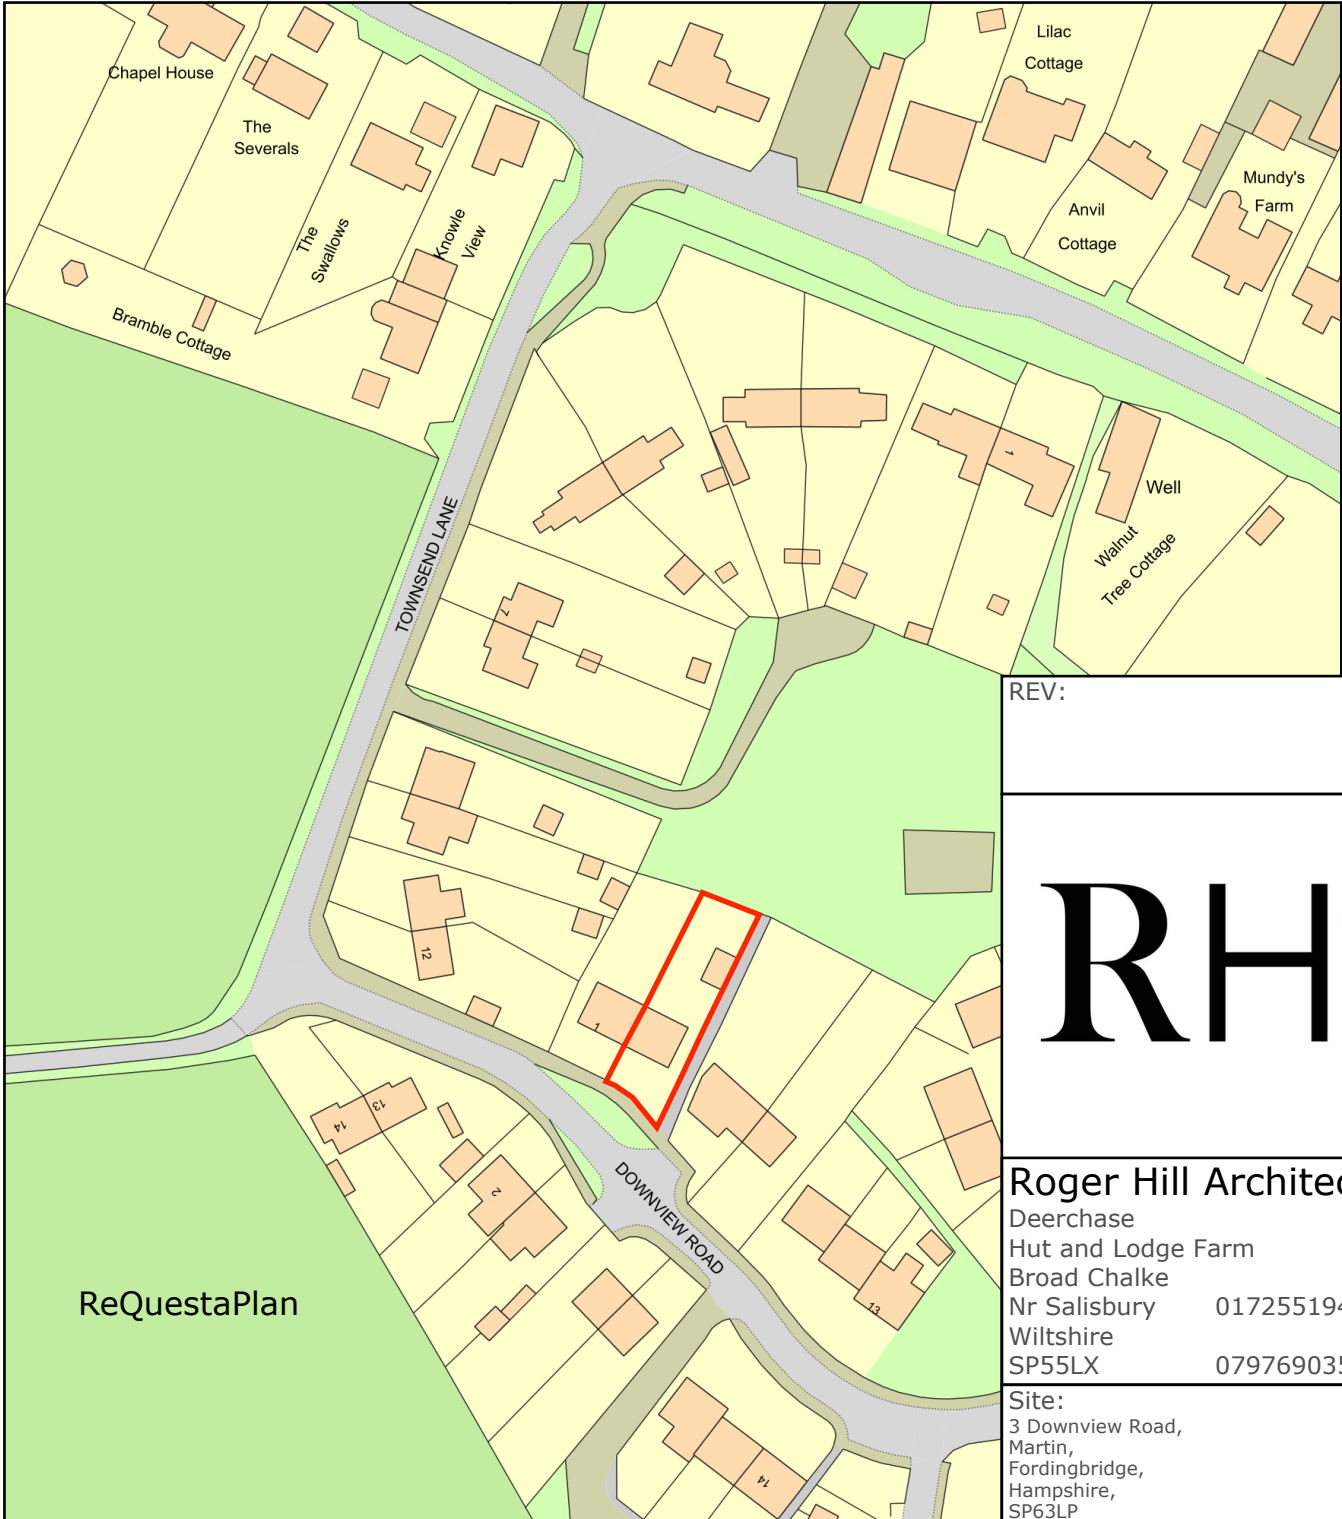 Chapel House
The
Severals
The
Swallows
Knowle
View
Bramble Cottage
Lilac
Cottage
Anvil
Cottage
Mundy's
Farm
1
Well
Walnut
Tree Cottage
TOWNSEND LANE
7
12
1
13
14
2
DOWNVIEW ROAD
13
14
ReQuestaPlan
REV:
RH
Roger Hill Architec
Deerchase
Hut and Lodge Farm
Broad Chalke
Nr Salisbury 017255194
Wiltshire
SP55LX 079769035
Site:
3 Downview Road,
Martin,
Fordingbridge,
Hampshire,
SP63LP